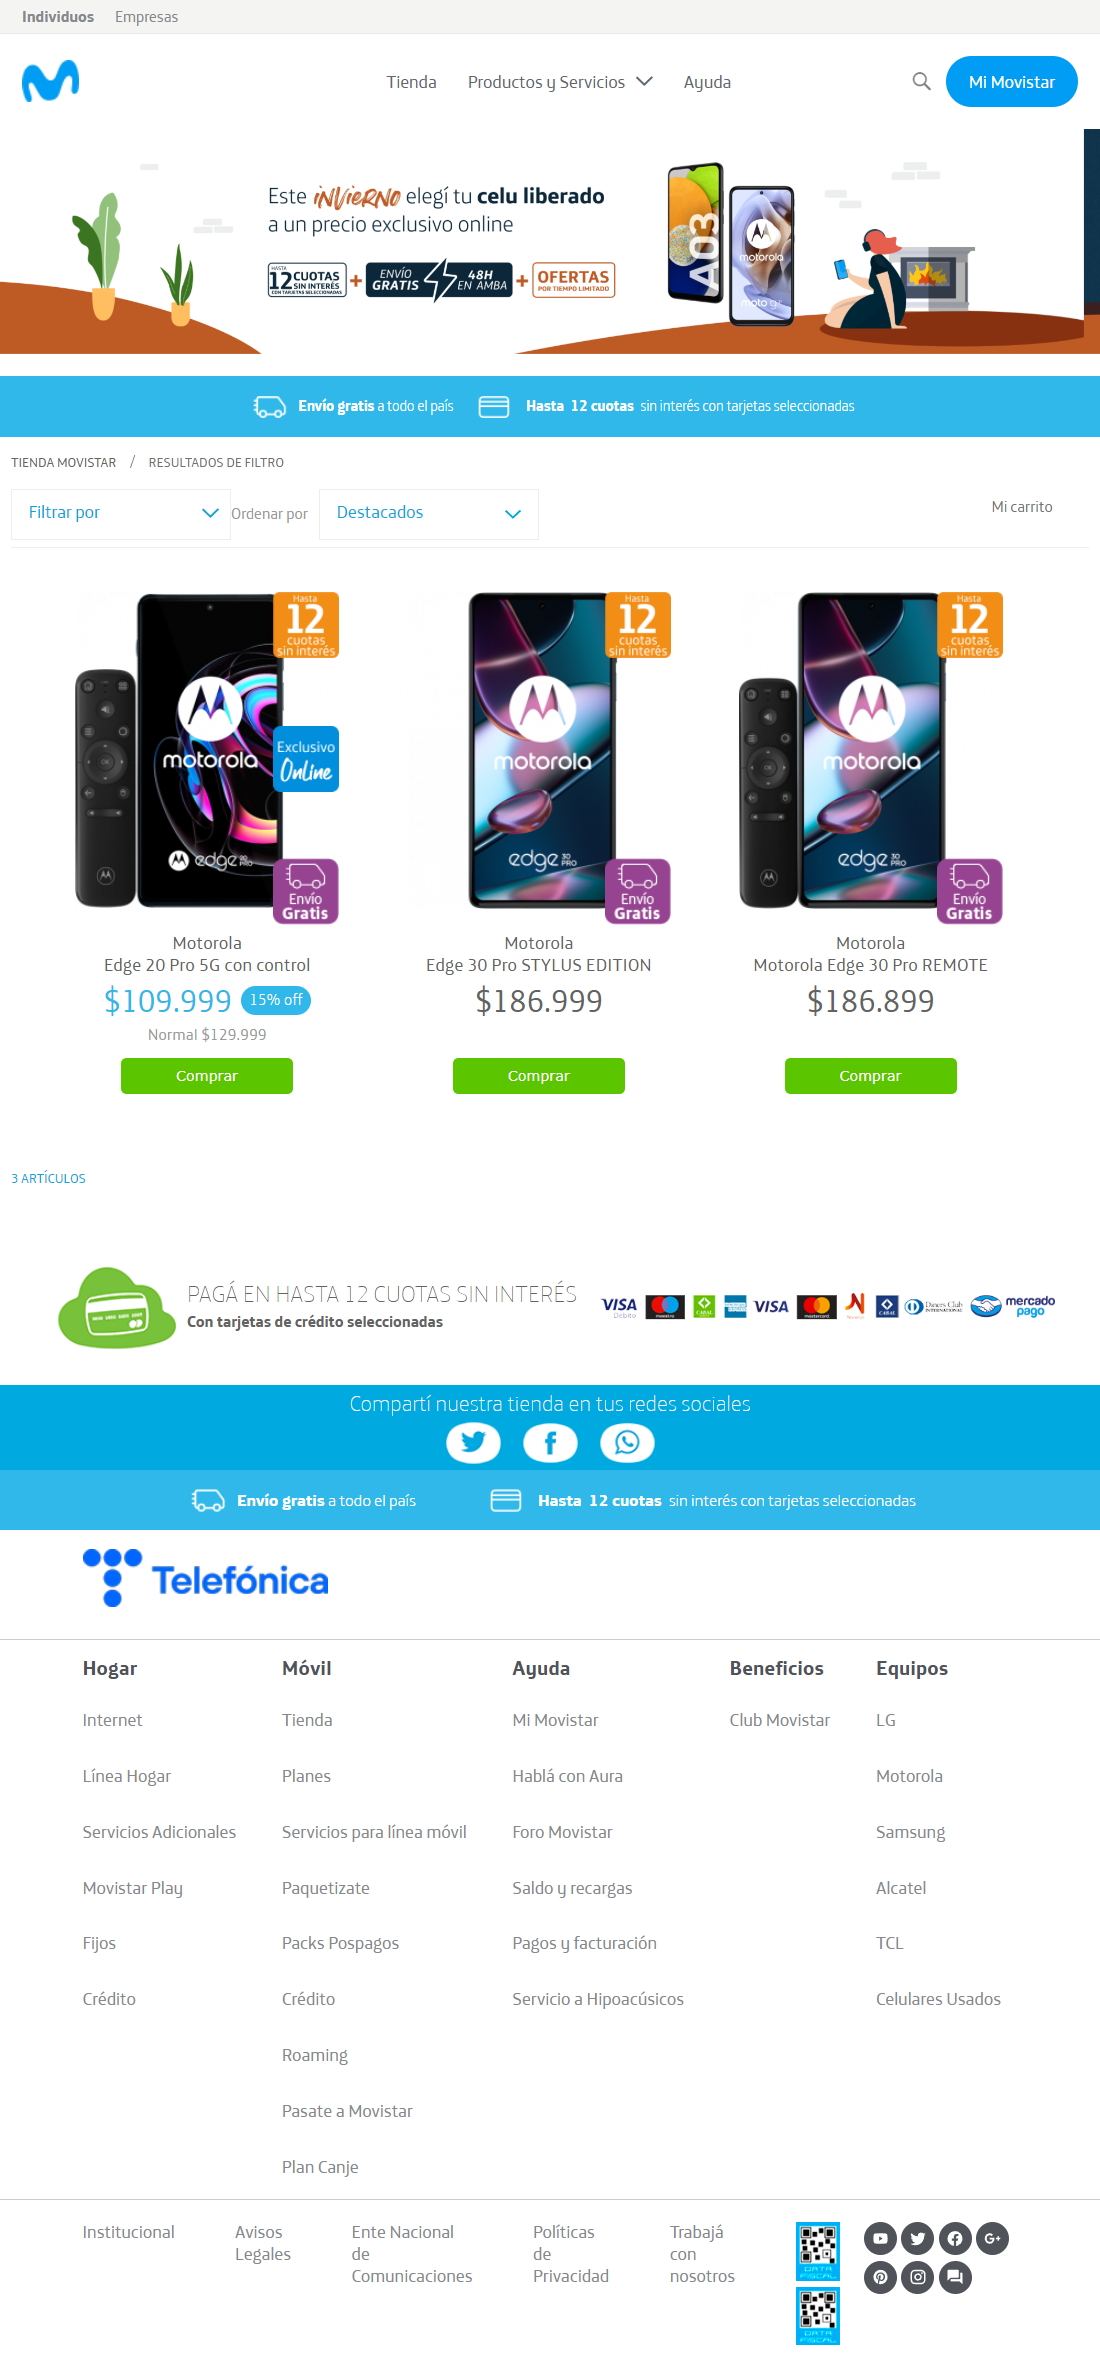 Individuos Empresas
Tienda Productos y Servicios Ayuda Mi Movistar
Este invierno elegí tu celu liberado
a un precio exclusivo online
HASTA
12 CUOTAS
SIN INTERÉS
CON TARJETAS SELECCIONADAS
+
ENVÍO
GRATIS
48H
EN AMBA
+
OFERTAS
POR TIEMPO LIMITADO
A03
motorola
Envío gratis a todo el país Hasta 12 cuotas sin interés con tarjetas seleccionadas
TIENDA MOVISTAR / RESULTADOS DE FILTRO
Filtrar por Ordenar por Destacados Mi carrito
Hasta
12
cuotas
sin interés
motorola
Exclusivo
Online
edge 20 PRO
Envío
Gratis
Motorola
Edge 20 Pro 5G con control
$109.999 15% off
Normal $129.999
Comprar
Hasta
12
cuotas
sin interés
motorola
edge 30 PRO
Envío
Gratis
Motorola
Edge 30 Pro STYLUS EDITION
$186.999
Comprar
Hasta
12
cuotas
sin interés
motorola
edge 30 PRO
Envío
Gratis
Motorola
Motorola Edge 30 Pro REMOTE
$186.899
Comprar
3 ARTÍCULOS
PAGÁ EN HASTA 12 CUOTAS SIN INTERÉS
Con tarjetas de crédito seleccionadas
VISA
Débito
maestro
CABAL
VISA
mastercard
CABAL
Diners Club
INTERNATIONAL
mercado
pago
Compartí nuestra tienda en tus redes sociales
Envío gratis a todo el país Hasta 12 cuotas sin interés con tarjetas seleccionadas
Telefónica
Hogar
Internet
Línea Hogar
Servicios Adicionales
Movistar Play
Fijos
Crédito
Móvil
Tienda
Planes
Servicios para línea móvil
Paquetizate
Packs Pospagos
Crédito
Roaming
Pasate a Movistar
Plan Canje
Ayuda
Mi Movistar
Hablá con Aura
Foro Movistar
Saldo y recargas
Pagos y facturación
Servicio a Hipoacúsicos
Beneficios
Club Movistar
Equipos
LG
Motorola
Samsung
Alcatel
TCL
Celulares Usados
Institucional
Avisos
Legales
Ente Nacional
de
Comunicaciones
Políticas
de
Privacidad
Trabajá
con
nosotros
DATA
FISCAL
DATA
FISCAL